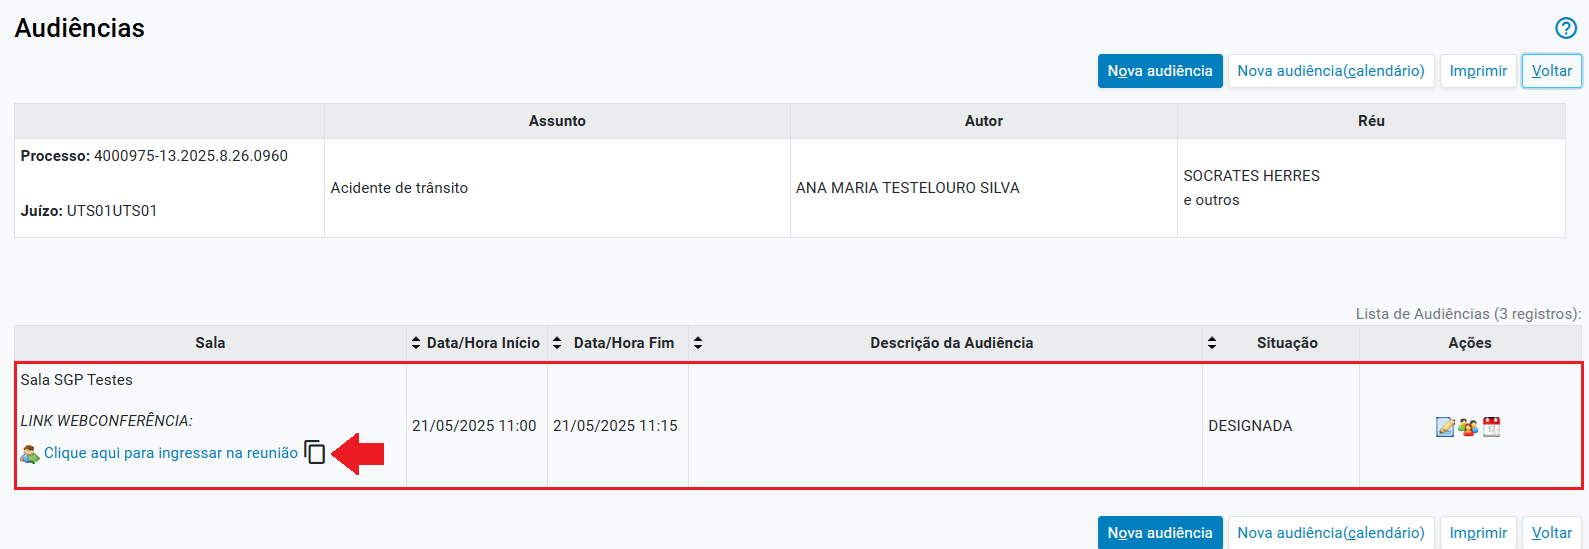 Audiências
Nova audiência Nova audiência(calendário) Imprimir Voltar
Assunto Autor Réu
Processo: 4000975-13.2025.8.26.0960
Juízo: UTS01UTS01
Acidente de trânsito
ANA MARIA TESTELOURO SILVA
SOCRATES HERRES
e outros
Lista de Audiências (3 registros):
Sala Data/Hora Início Data/Hora Fim Descrição da Audiência Situação Ações
Sala SGP Testes
LINK WEBCONFERÊNCIA:
Clique aqui para ingressar na reunião
21/05/2025 11:00 21/05/2025 11:15 DESIGNADA
Nova audiência Nova audiência(calendário) Imprimir Voltar